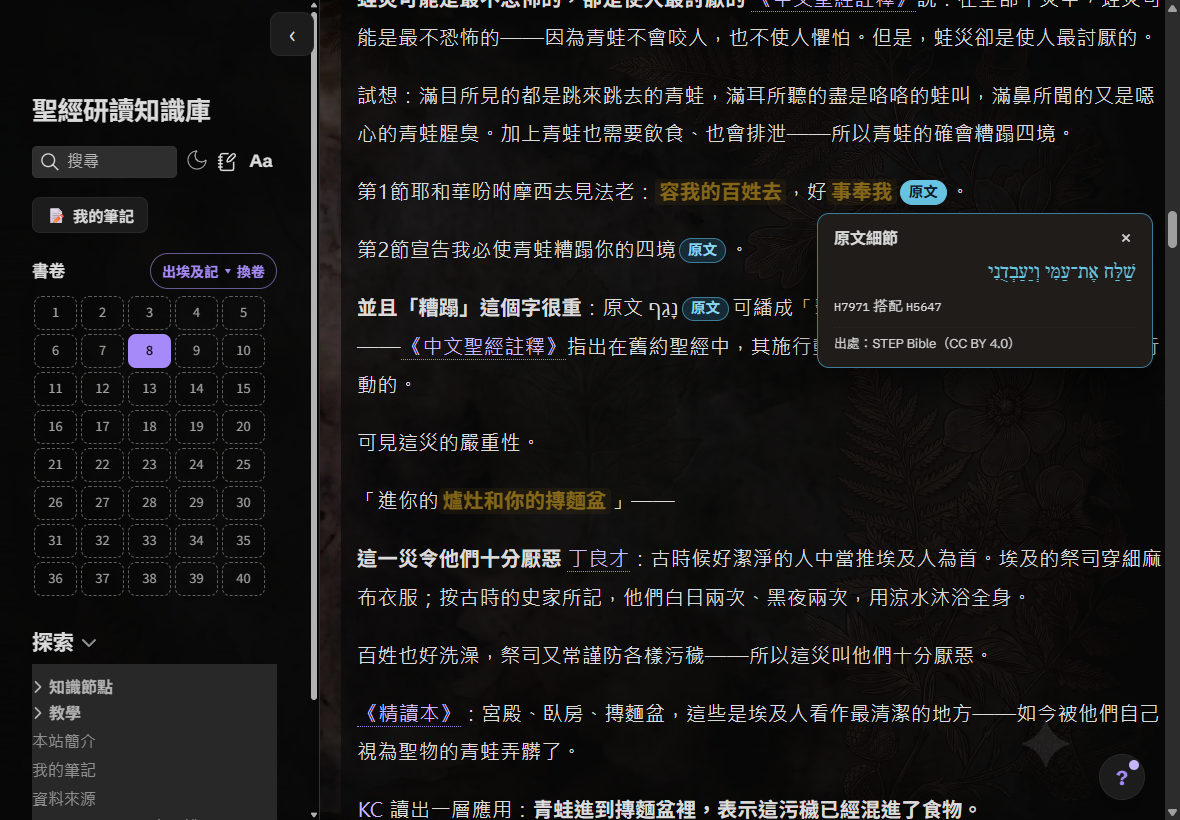 聖經研讀知識庫
搜尋
Aa
我的筆記
書卷
出埃及記 ▾ 換卷
1 2 3 4 5
6 7 8 9 10
11 12 13 14 15
16 17 18 19 20
21 22 23 24 25
26 27 28 29 30
31 32 33 34 35
36 37 38 39 40
探索
知識節點
教學
本站簡介
我的筆記
資料來源
能是最不恐怖的——因為青蛙不會咬人，也不使人懼怕。但是，蛙災卻是使人最討厭的。
試想：滿目所見的都是跳來跳去的青蛙，滿耳所聽的盡是咯咯的蛙叫，滿鼻所聞的又是噁
心的青蛙腥臭。加上青蛙也需要飲食、也會排泄——所以青蛙的確會糟蹋四境。
第1節耶和華吩咐摩西去見法老：容我的百姓去，好事奉我 原文 。
第2節宣告我必使青蛙糟蹋你的四境 原文 。
並且「糟蹋」這個字很重：原文 נָגַף 原文 可繙成「
——《中文聖經註釋》指出在舊約聖經中，其施行
動的。
原文細節
×
שַׁלַּח אֶת־עַמִּי וְיַעַבְדֻנִי
H7971 搭配 H5647
出處：STEP Bible（CC BY 4.0）
可見這災的嚴重性。
「進你的爐灶和你的摶麵盆」——
這一災令他們十分厭惡 丁良才：古時候好潔淨的人中當推埃及人為首。埃及的祭司穿細麻
布衣服；按古時的史家所記，他們白日兩次、黑夜兩次，用涼水沐浴全身。
百姓也好洗澡，祭司又常謹防各樣污穢——所以這災叫他們十分厭惡。
《精讀本》：宮殿、臥房、摶麵盆，這些是埃及人看作最清潔的地方——如今被他們自己
視為聖物的青蛙弄髒了。
KC 讀出一層應用：青蛙進到摶麵盆裡，表示這污穢已經混進了食物。
?